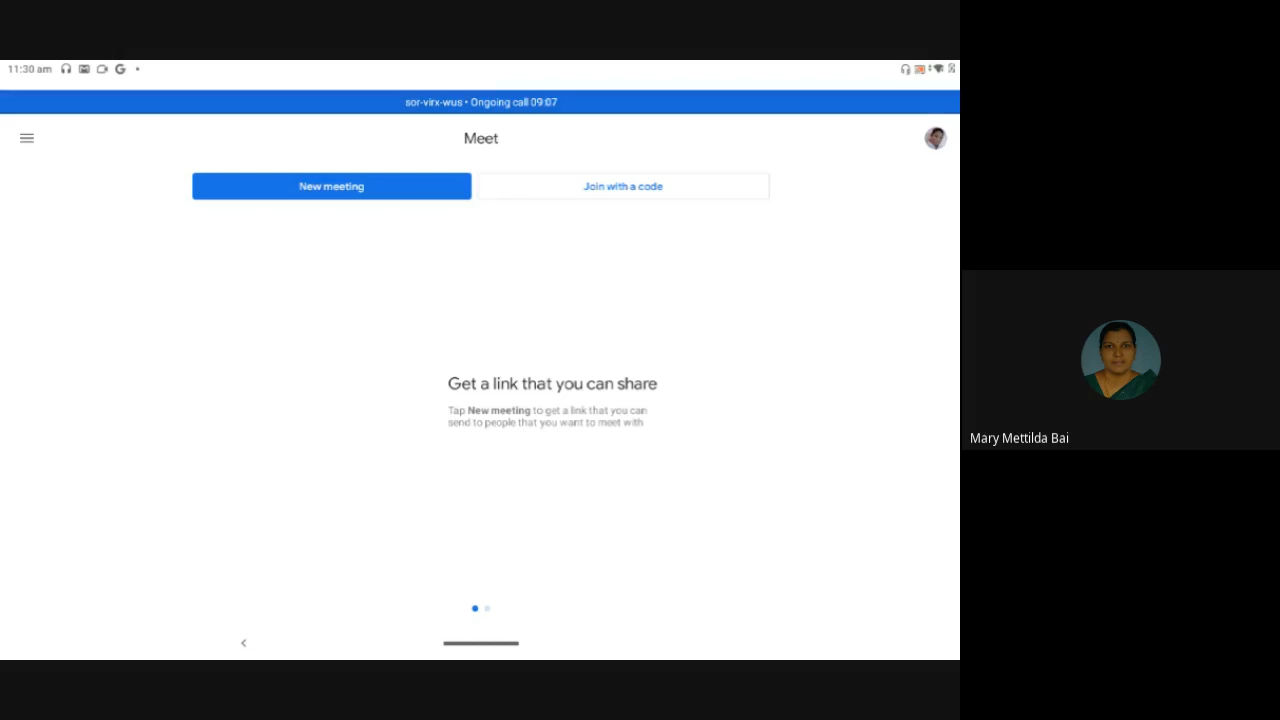 11:30 am
sor-virx-wus • Ongoing call 09:07
Meet
New meeting
Join with a code
Get a link that you can share
Tap New meeting to get a link that you can
send to people that you want to meet with
Mary Mettilda Bai